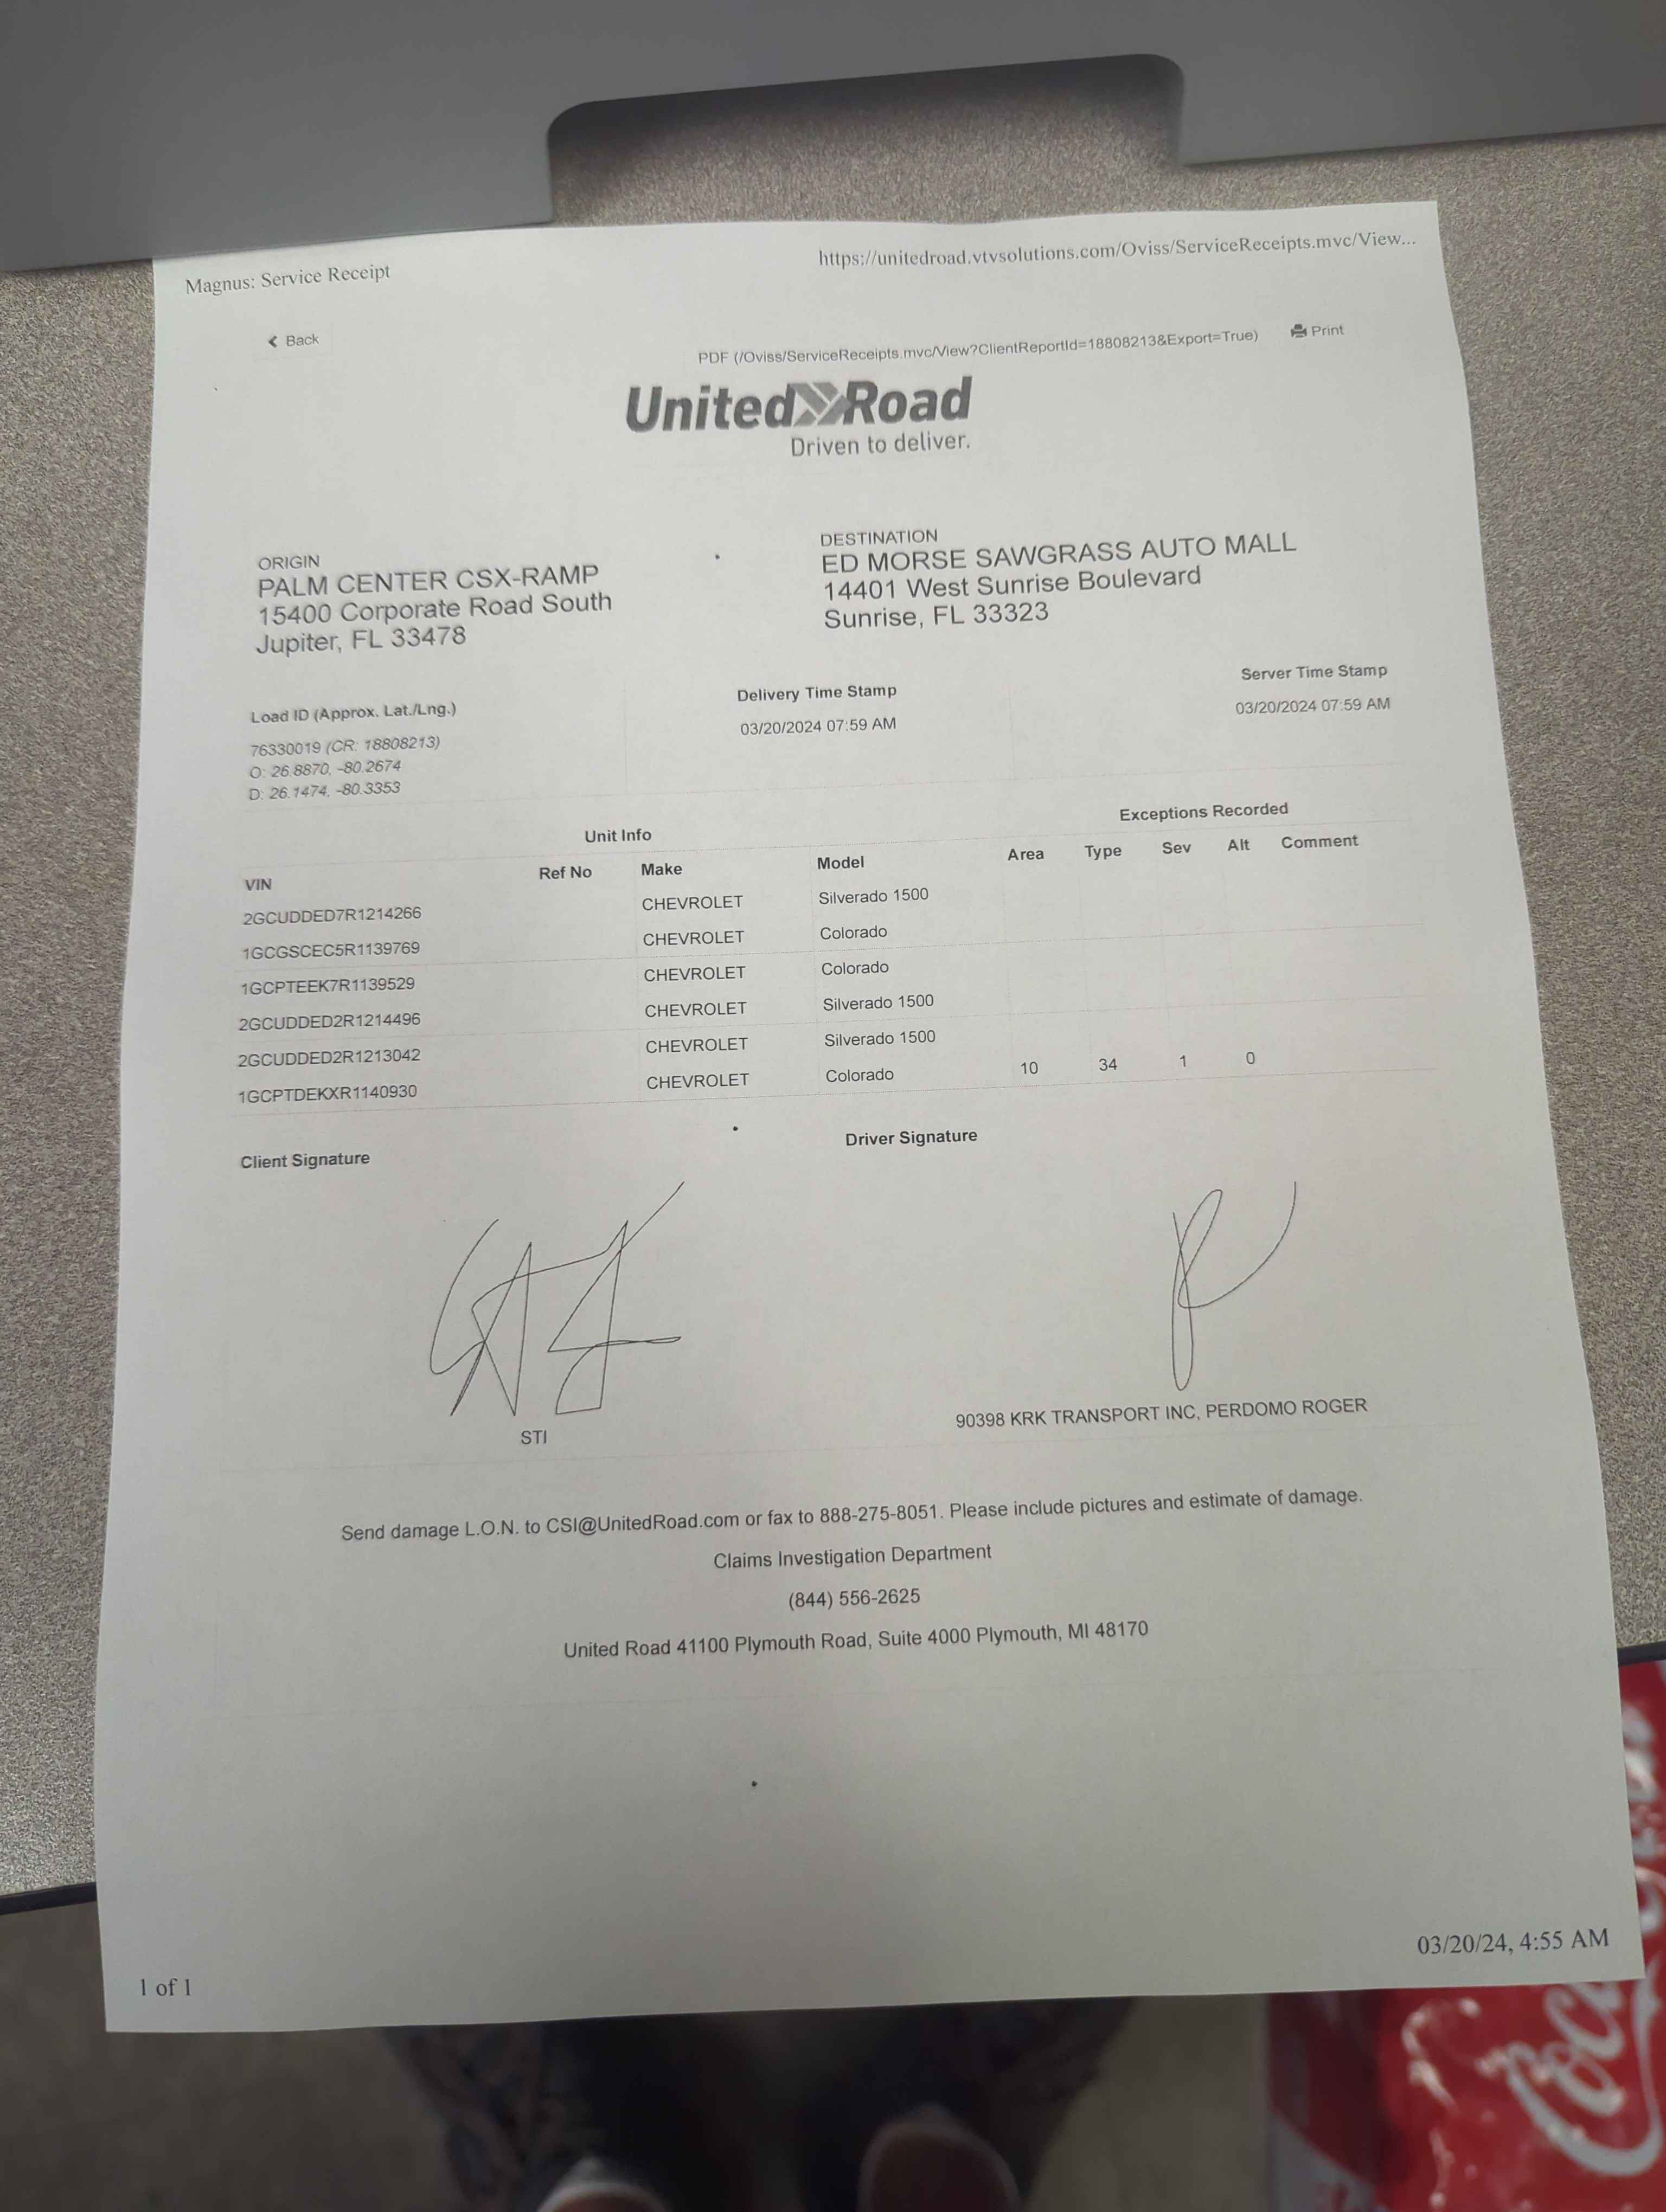 Magnus: Service Receipt
https://unitedroad.vtvsolutions.com/Oviss/ServiceReceipts.mvc/View...
Back
PDF (/Oviss/ServiceReceipts.mvc/View?ClientReportId=18808213&Export=True)
Print
United Road
Driven to deliver.
ORIGIN
PALM CENTER CSX-RAMP
15400 Corporate Road South
Jupiter, FL 33478
DESTINATION
ED MORSE SAWGRASS AUTO MALL
14401 West Sunrise Boulevard
Sunrise, FL 33323
Load ID (Approx. Lat./Lng.)
76330019 (CR: 18808213)
O: 26.8870, -80.2674
D: 26.1474, -80.3353
Delivery Time Stamp
03/20/2024 07:59 AM
Server Time Stamp
03/20/2024 07:59 AM
Unit Info Exceptions Recorded
VIN Ref No Make Model Area Type Sev Alt Comment
2GCUDDED7R1214266 CHEVROLET Silverado 1500
1GCGSCEC5R1139769 CHEVROLET Colorado
1GCPTEEK7R1139529 CHEVROLET Colorado
2GCUDDED2R1214496 CHEVROLET Silverado 1500
2GCUDDED2R1213042 CHEVROLET Silverado 1500
1GCPTDEKXR1140930 CHEVROLET Colorado 10 34 1 0
Client Signature
Driver Signature
STI
90398 KRK TRANSPORT INC, PERDOMO ROGER
Send damage L.O.N. to CSI@UnitedRoad.com or fax to 888-275-8051. Please include pictures and estimate of damage.
Claims Investigation Department
(844) 556-2625
United Road 41100 Plymouth Road, Suite 4000 Plymouth, MI 48170
1 of 1
03/20/24, 4:55 AM